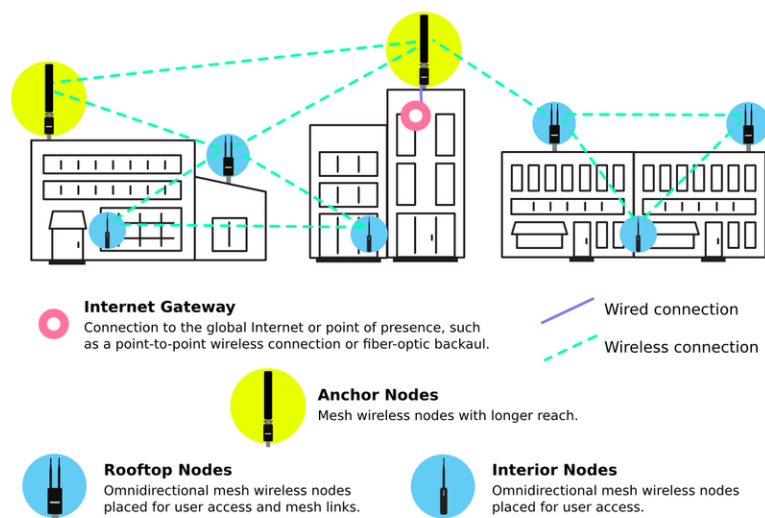 Internet Gateway
Connection to the global Internet or point of presence, such
as a point-to-point wireless connection or fiber-optic backaul.
Wired connection
Wireless connection
Anchor Nodes
Mesh wireless nodes with longer reach.
Rooftop Nodes
Omnidirectional mesh wireless nodes
placed for user access and mesh links.
Interior Nodes
Omnidirectional mesh wireless nodes
placed for user access.